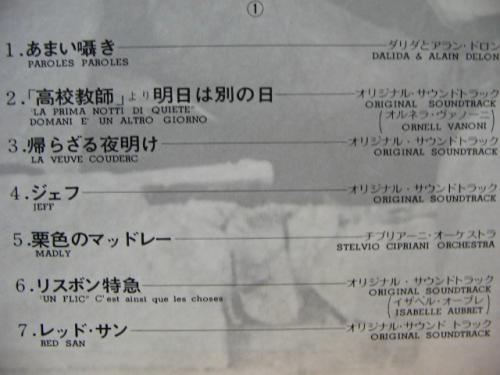 ①
1.あまい囁き ダリダとアラン・ドロン
PAROLES PAROLES DALIDA & ALAIN DELON
2.「高校教師」より明日は別の日 オリジナル・サウンドトラック
"LA PRIMA NOTTI DI QUIETE" ORIGINAL SOUNDTRACK
DOMANI E' UN ALTRO GIORNO (オルネラ・ヴァノーニ
ORNELL VANONI)
3.帰らざる夜明け オリジナル・サウンドトラック
LA VEUVE COUDERC ORIGINAL SOUNDTRACK
4.ジェフ オリジナル・サウンドトラック
JEFF ORIGINAL SOUNDTRACK
5.栗色のマッドレー チプリアーニ・オーケストラ
MADLY STELVIO CIPRIANI ORCHESTRA
6.リスボン特急 オリジナル・サウンドトラック
"UN FLIC" C'est ainsi que les choses ORIGINAL SOUNDTRACK
(イザベル・オーブレ
ISABELLE AUBRET)
7.レッド・サン オリジナル・サウンド トラック
RED SAN ORIGINAL SOUNDTRACK